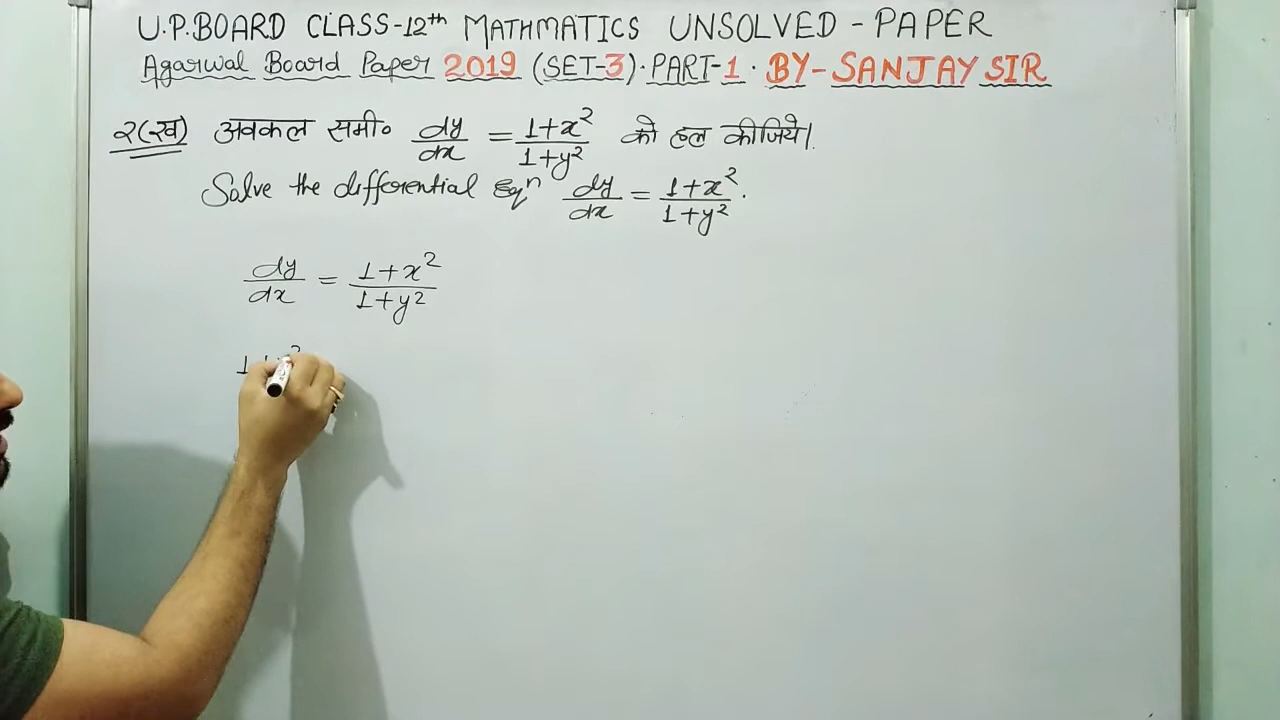 U.P.BOARD CLASS-12th MATHMATICS UNSOLVED - PAPER
Agarwal Board Paper 2019 (SET-3)·PART-1· BY-SANJAY SIR
२(ख) अवकल समी० dy/dx = 1+x²/1+y² को हल कीजिये।
Solve the differential Eqⁿ dy/dx = 1+x²/1+y².
dy/dx = 1+x²/1+y²